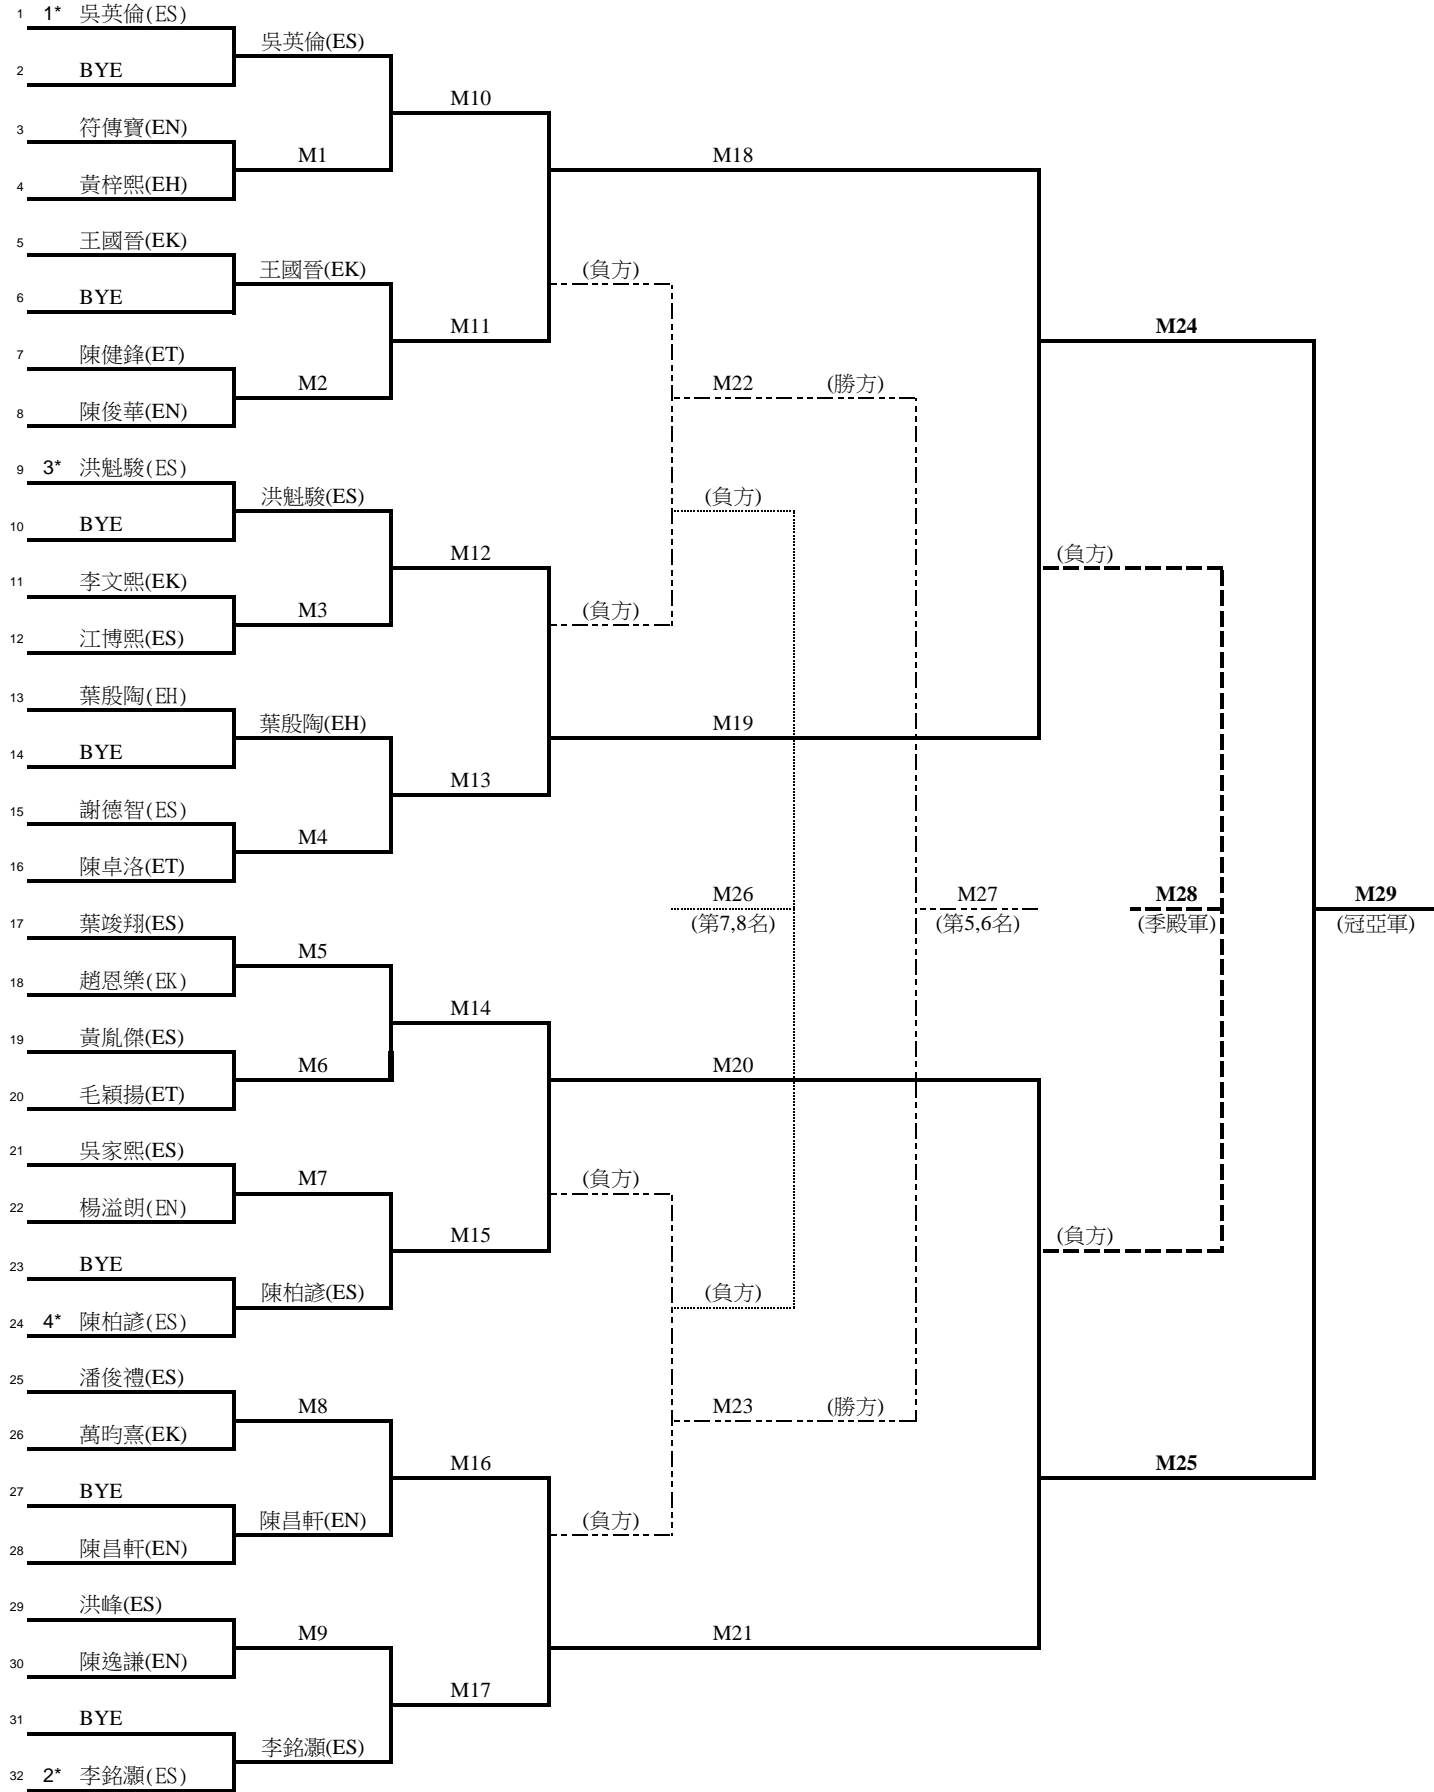 1 1* 吳英倫(ES)
吳英倫(ES)
2 BYE
M10
3 符傳寶(EN)
M1 M18
4 黃梓熙(EH)
5 王國晉(EK)
王國晉(EK) (負方)
6 BYE
M11 M24
7 陳健鋒(ET)
M2 M22 (勝方)
8 陳俊華(EN)
9 3* 洪魁駿(ES)
洪魁駿(ES) (負方)
10 BYE
M12 (負方)
11 李文熙(EK)
M3 (負方)
12 江博熙(ES)
13 葉殷陶(EH)
葉殷陶(EH) M19
14 BYE
M13
15 謝德智(ES)
M4
16 陳卓洛(ET)
M26 M27 M28 M29
(第7,8名) (第5,6名) (季殿軍) (冠亞軍)
17 葉竣翔(ES)
M5
18 趙恩樂(EK)
M14
19 黃胤傑(ES)
M6 M20
20 毛穎揚(ET)
21 吳家熙(ES)
M7 (負方)
22 楊溢朗(EN)
M15 (負方)
23 BYE
陳柏諺(ES) (負方)
24 4* 陳柏諺(ES)
25 潘俊禮(ES)
M8 M23 (勝方)
26 萬昀熹(EK)
M16 M25
27 BYE
陳昌軒(EN) (負方)
28 陳昌軒(EN)
29 洪峰(ES)
M9 M21
30 陳逸謙(EN)
M17
31 BYE
李銘灝(ES)
32 2* 李銘灝(ES)